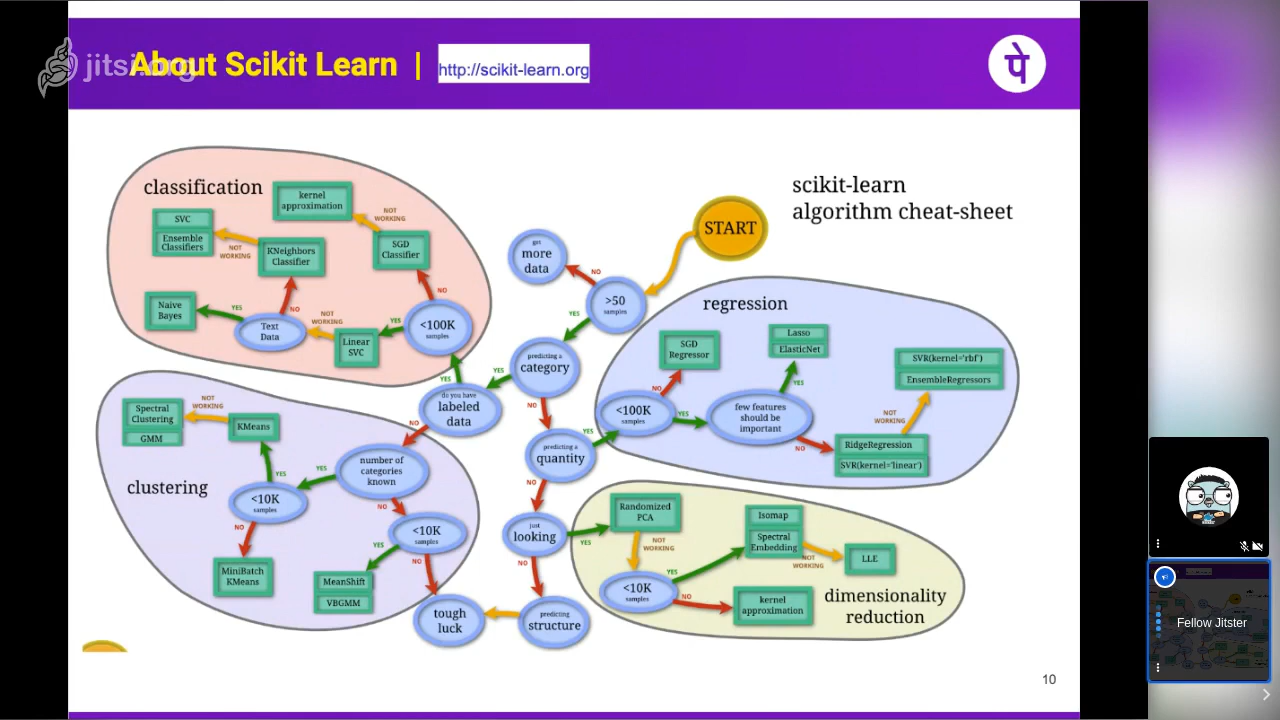 jitsi.org
About Scikit Learn | http://scikit-learn.org
पे
classification
kernel
approximation
NOT
WORKING
SVC
Ensemble
Classifiers
NOT
WORKING
KNeighbors
Classifier
SGD
Classifier
NO
Naive
Bayes
YES
Text
Data
NO
NOT
WORKING
Linear
SVC
YES
<100K
samples
YES
scikit-learn
algorithm cheat-sheet
START
get
more
data
NO
>50
samples
YES
predicting a
category
YES
do you have
labeled
data
NO
NO
predicting a
quantity
YES
NO
just
looking
YES
NO
predicting
structure
tough
luck
regression
SGD
Regressor
Lasso
ElasticNet
SVR(kernel='rbf')
EnsembleRegressors
NO
YES
<100K
samples
YES
few features
should be
important
NOT
WORKING
NO
RidgeRegression
SVR(kernel='linear')
clustering
Spectral
Clustering
GMM
NOT
WORKING
KMeans
YES
number of
categories
known
YES
<10K
samples
NO
NO
<10K
samples
YES
NO
MiniBatch
KMeans
MeanShift
VBGMM
Randomized
PCA
NOT
WORKING
Isomap
Spectral
Embedding
NOT
WORKING
LLE
YES
<10K
samples
NO
kernel
approximation
dimensionality
reduction
10
Fellow Jitster